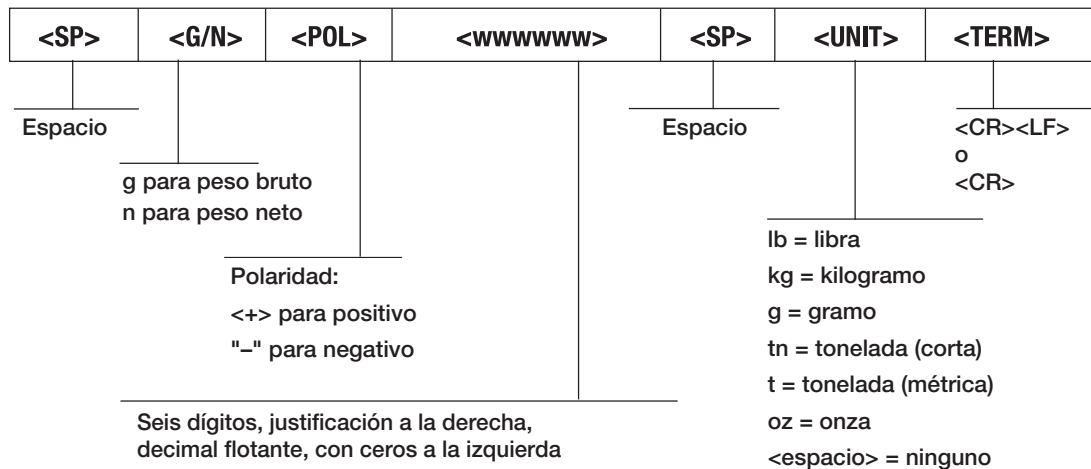 <SP> <G/N> <POL> <wwwwww> <SP> <UNIT> <TERM>
Espacio
g para peso bruto
n para peso neto
Polaridad:
<+> para positivo
"–" para negativo
Seis dígitos, justificación a la derecha,
decimal flotante, con ceros a la izquierda
Espacio
lb = libra
kg = kilogramo
g = gramo
tn = tonelada (corta)
t = tonelada (métrica)
oz = onza
<espacio> = ninguno
<CR><LF>
o
<CR>